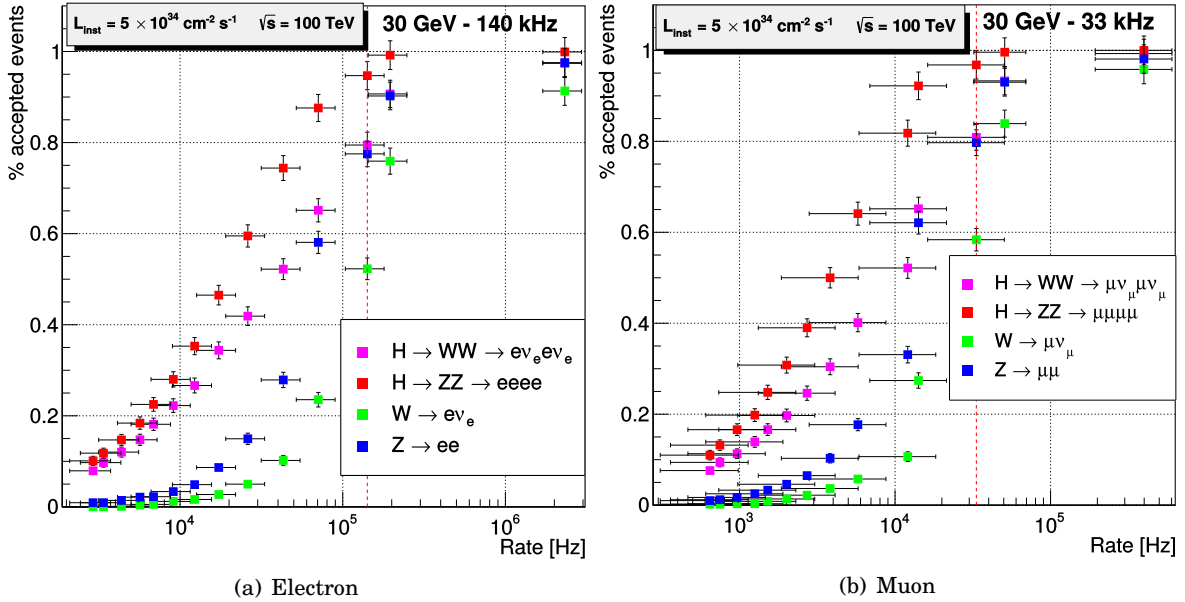 L_inst = 5 × 10^34 cm^-2 s^-1 √s = 100 TeV
30 GeV - 140 kHz
% accepted events
1
0.8
0.6
0.4
0.2
0
H → WW → eν_e eν_e
H → ZZ → eeee
W → eν_e
Z → ee
10^4
10^5
10^6
Rate [Hz]
(a) Electron
L_inst = 5 × 10^34 cm^-2 s^-1 √s = 100 TeV
30 GeV - 33 kHz
% accepted events
1
0.8
0.6
0.4
0.2
0
H → WW → μν_μ μν_μ
H → ZZ → μμμμ
W → μν_μ
Z → μμ
10^3
10^4
10^5
Rate [Hz]
(b) Muon